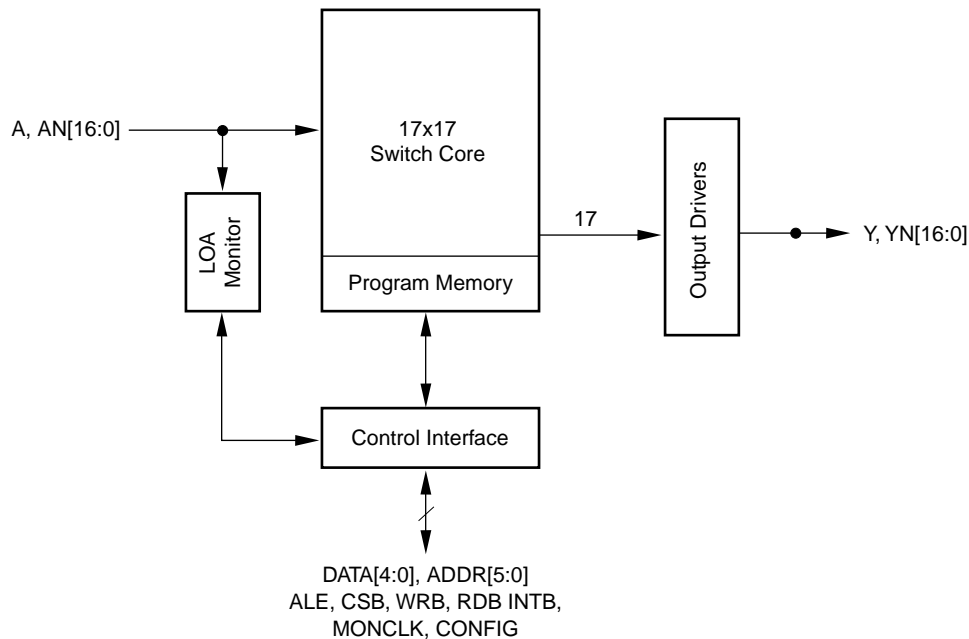 17x17
Switch Core
A, AN[16:0]
LOA
Monitor
17
Output Drivers
Y, YN[16:0]
Program Memory
Control Interface
DATA[4:0], ADDR[5:0]
ALE, CSB, WRB, RDB INTB,
MONCLK, CONFIG